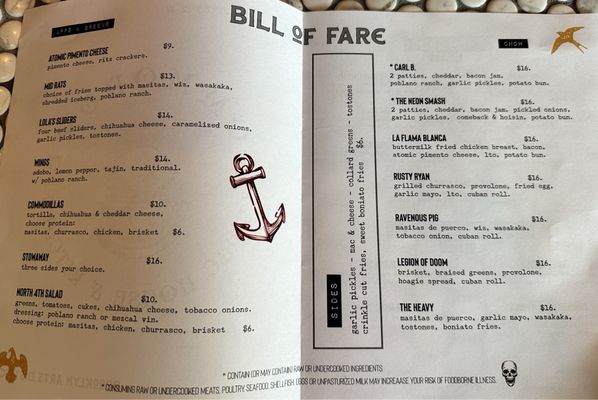 BILL OF FARE
APPS & GREENS
ATOMIC PIMENTO CHEESE $9.
pimento cheese, ritz crackers.
MID RATS $13.
choice of fries topped with masitas, wiz, wasakaka,
shredded iceberg, poblano ranch.
LOLA'S SLIDERS $14.
four beef sliders, chihuahua cheese, caramelized onions,
garlic pickles, tostones.
WINGS $14.
adobo, lemon pepper, tajin, traditional.
w/ poblano ranch.
COMMODILLAS $10.
tortilla, chihuahua & cheddar cheese,
choose protein:
masitas, churrasco, chicken, brisket $6.
STOWAWAY $16.
three sides your choice.
NORTH 4TH SALAD $10.
greens, tomatoes, cukes, chihuahua cheese, tobacco onions.
dressing: poblano ranch or mezcal vin.
choose protein: masitas, chicken, churrasco, brisket $6.
SIDES
garlic pickles - mac & cheese - collard greens - tostones
crinkle cut fries, sweet boniato fries $6.
CHOW
* CARL B. $16.
2 patties, cheddar, bacon jam,
poblano ranch, garlic pickles, potato bun.
* THE NEON SMASH $16.
2 patties, cheddar, bacon jam, pickled onions,
garlic pickles, comeback & hoisin, potato bun.
LA FLAMA BLANCA $16.
buttermilk fried chicken breast, bacon,
atomic pimento cheese, lto, potato bun.
RUSTY RYAN $16.
grilled churrasco, provolone, fried egg,
garlic mayo, lto, cuban roll.
RAVENOUS PIG $16.
masitas de puerco, wiz, wasakaka,
tobacco onion, cuban roll.
LEGION OF DOOM $16.
brisket, braised greens, provolone,
hoagie spread, cuban roll.
THE HEAVY $16.
masitas de puerco, garlic mayo, wasakaka,
tostones, boniato fries.
* CONTAIN (OR MAY CONTAIN) RAW OR UNDERCOOKED INGREDIENTS.
* CONSUMING RAW OR UNDERCOOKED MEATS, POULTRY, SEAFOOD, SHELLFISH, EGGS OR UNPASTURIZED MILK MAY INCREAASE YOUR RISK OF FOODBORNE ILLNESS.